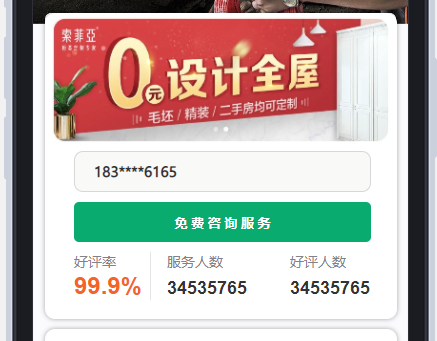 索菲亞
0元设计全屋
毛坯 / 精装 / 二手房均可定制
183****6165
免费咨询服务
好评率 服务人数 好评人数
99.9% 34535765 34535765